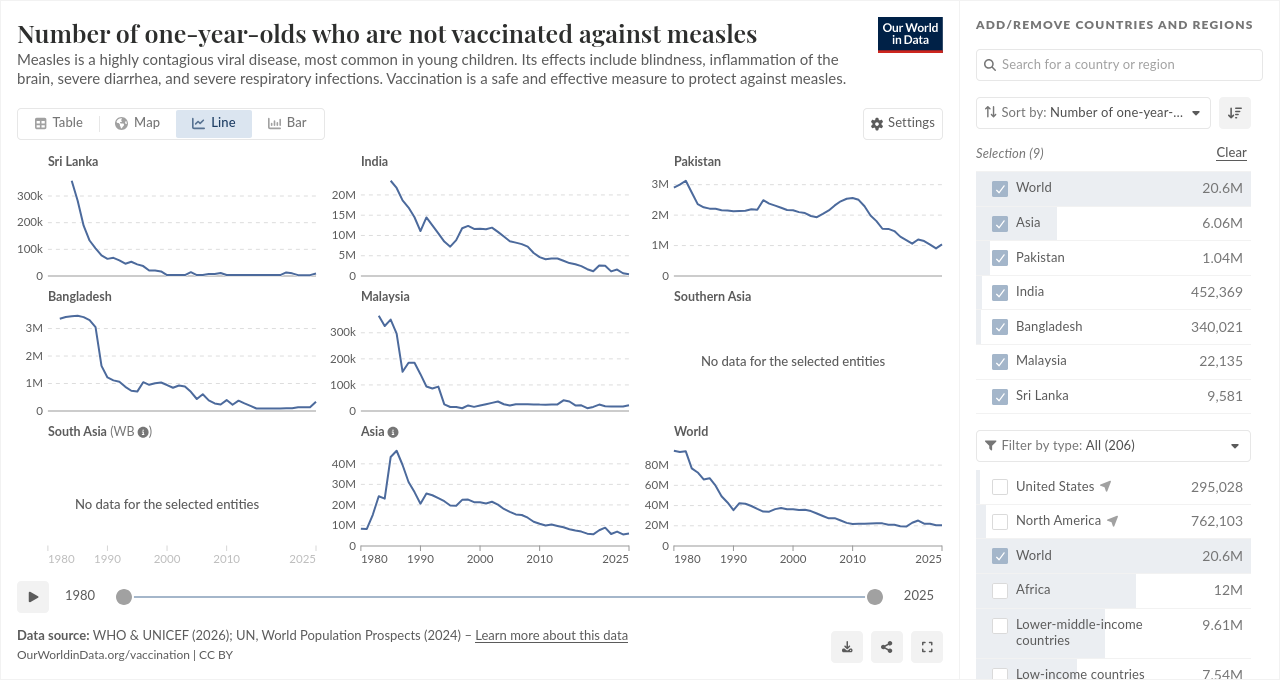 Number of one-year-olds who are not vaccinated against measles
Measles is a highly contagious viral disease, most common in young children. Its effects include blindness, inflammation of the
brain, severe diarrhea, and severe respiratory infections. Vaccination is a safe and effective measure to protect against measles.
Our World
in Data
Table
Map
Line
Bar
Settings
Sri Lanka
300k
200k
100k
0
India
20M
15M
10M
5M
0
Pakistan
3M
2M
1M
0
Bangladesh
3M
2M
1M
0
Malaysia
300k
200k
100k
0
Southern Asia
No data for the selected entities
South Asia (WB)
No data for the selected entities
1980 1990 2000 2010 2025
Asia
40M
30M
20M
10M
0
1980 1990 2000 2010 2025
World
80M
60M
40M
20M
1980 1990 2000 2010 2025
1980
2025
Data source: WHO & UNICEF (2026); UN, World Population Prospects (2024) – Learn more about this data
OurWorldinData.org/vaccination | CC BY
ADD/REMOVE COUNTRIES AND REGIONS
Search for a country or region
Sort by: Number of one-year-...
Selection (9) Clear
World 20.6M
Asia 6.06M
Pakistan 1.04M
India 452,369
Bangladesh 340,021
Malaysia 22,135
Sri Lanka 9,581
Filter by type: All (206)
United States 295,028
North America 762,103
World 20.6M
Africa 12M
Lower-middle-income
countries 9.61M
Low-income countries 7.54M